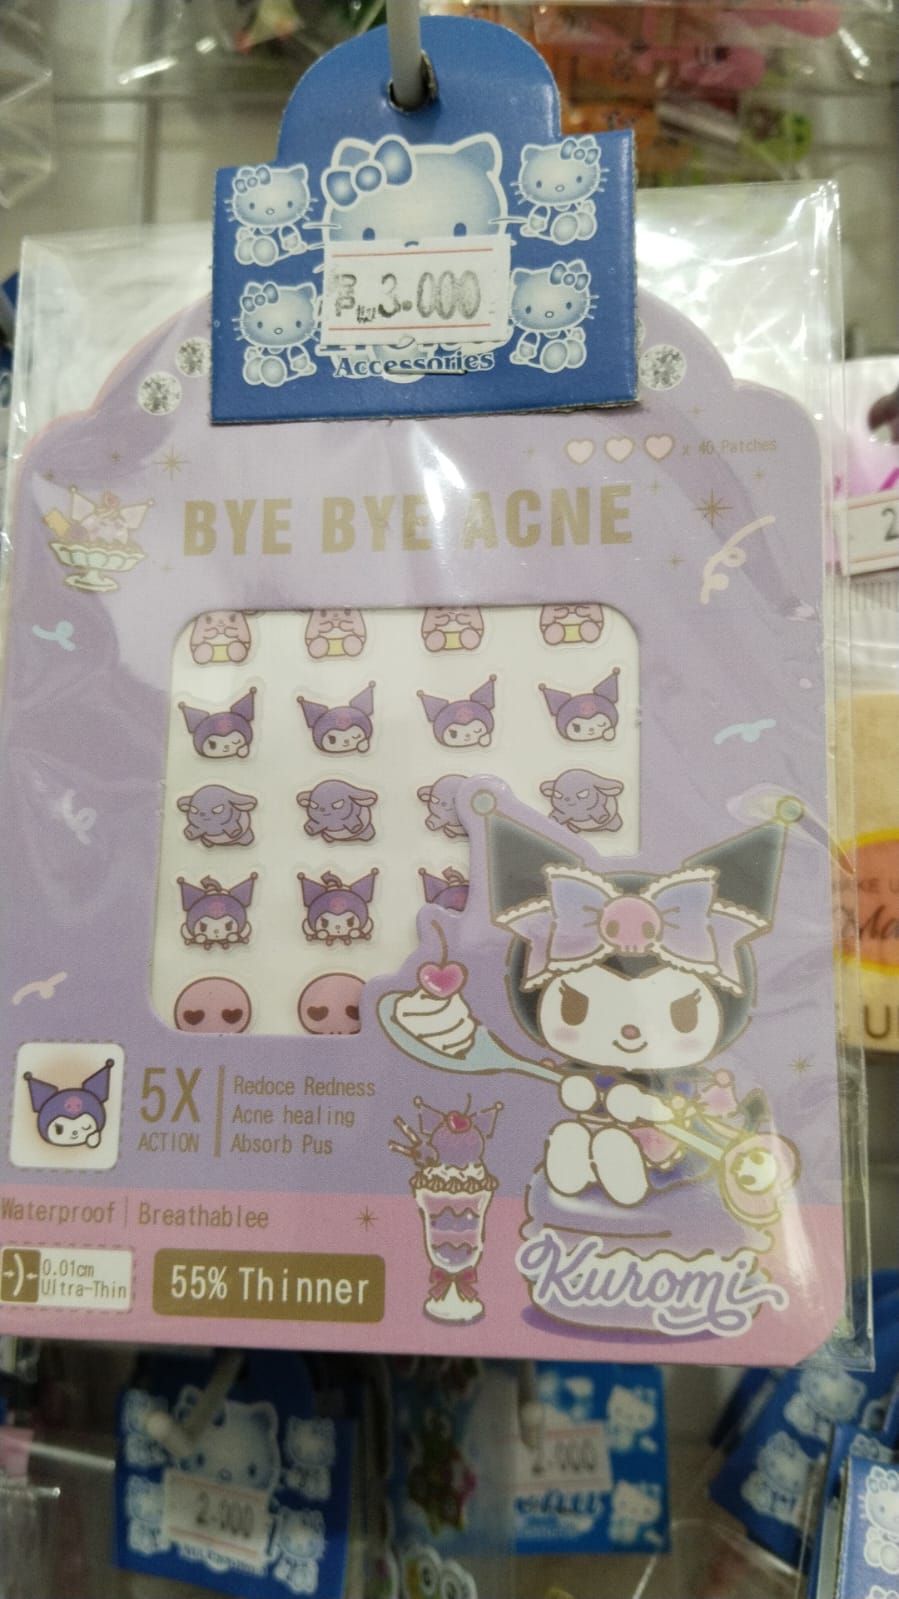 3.000
Accessories
x 40 Patches
BYE BYE ACNE
5X
ACTION
Redoce Redness
Acne healing
Absorb Pus
Waterproof | Breathablee
0.01cm
Ultra-Thin
55% Thinner
Kuromi
2
2-000
2-000